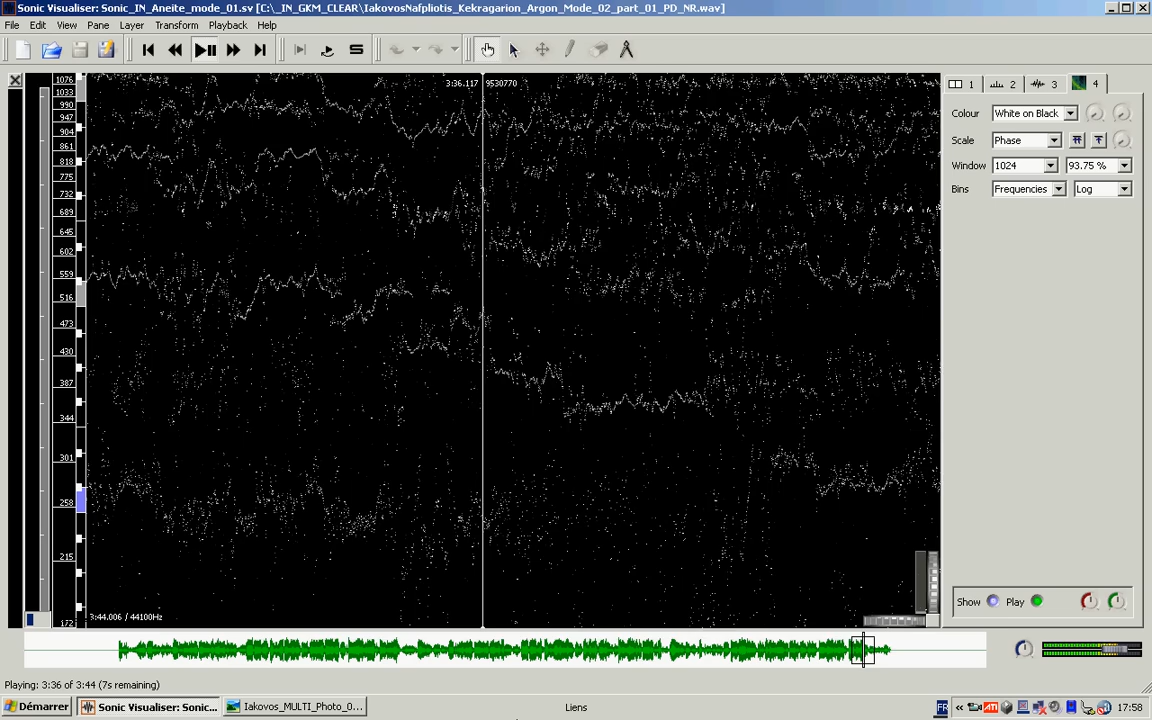 Sonic Visualiser: Sonic_IN_Aneite_mode_01.sv [C:\_IN_GKM_CLEAR\IakovosNafpliotis_Kekragarion_Argon_Mode_02_part_01_PD_NR.wav]
File Edit View Pane Layer Transform Playback Help
3:36.117 9530770
1076
1033
990
947
904
861
818
775
732
689
645
602
559
516
473
430
387
344
301
258
215
172
3:44.006 / 44100Hz
1 2 3 4
Colour White on Black
Scale Phase
Window 1024 93.75 %
Bins Frequencies Log
Show Play
Playing: 3:36 of 3:44 (7s remaining)
Démarrer Sonic Visualiser: Sonic... Iakovos_MULTI_Photo_0... Liens FR « ATI 17:58